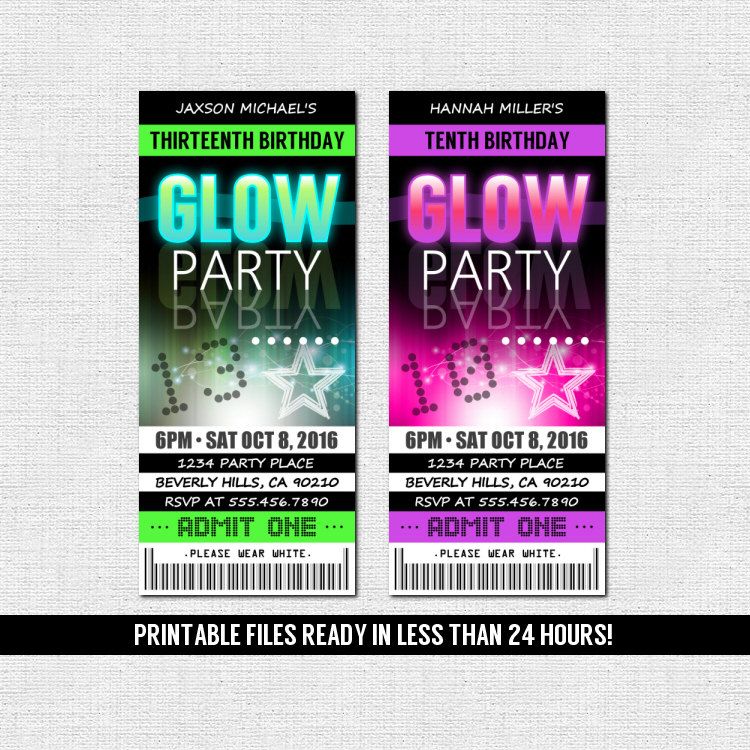 JAXSON MICHAEL'S
THIRTEENTH BIRTHDAY
GLOW
PARTY
13
6PM • SAT OCT 8, 2016
1234 PARTY PLACE
BEVERLY HILLS, CA 90210
RSVP AT 555.456.7890
··· ADMIT ONE ···
.PLEASE WEAR WHITE.
HANNAH MILLER'S
TENTH BIRTHDAY
GLOW
PARTY
10
6PM • SAT OCT 8, 2016
1234 PARTY PLACE
BEVERLY HILLS, CA 90210
RSVP AT 555.456.7890
··· ADMIT ONE ···
.PLEASE WEAR WHITE.
PRINTABLE FILES READY IN LESS THAN 24 HOURS!